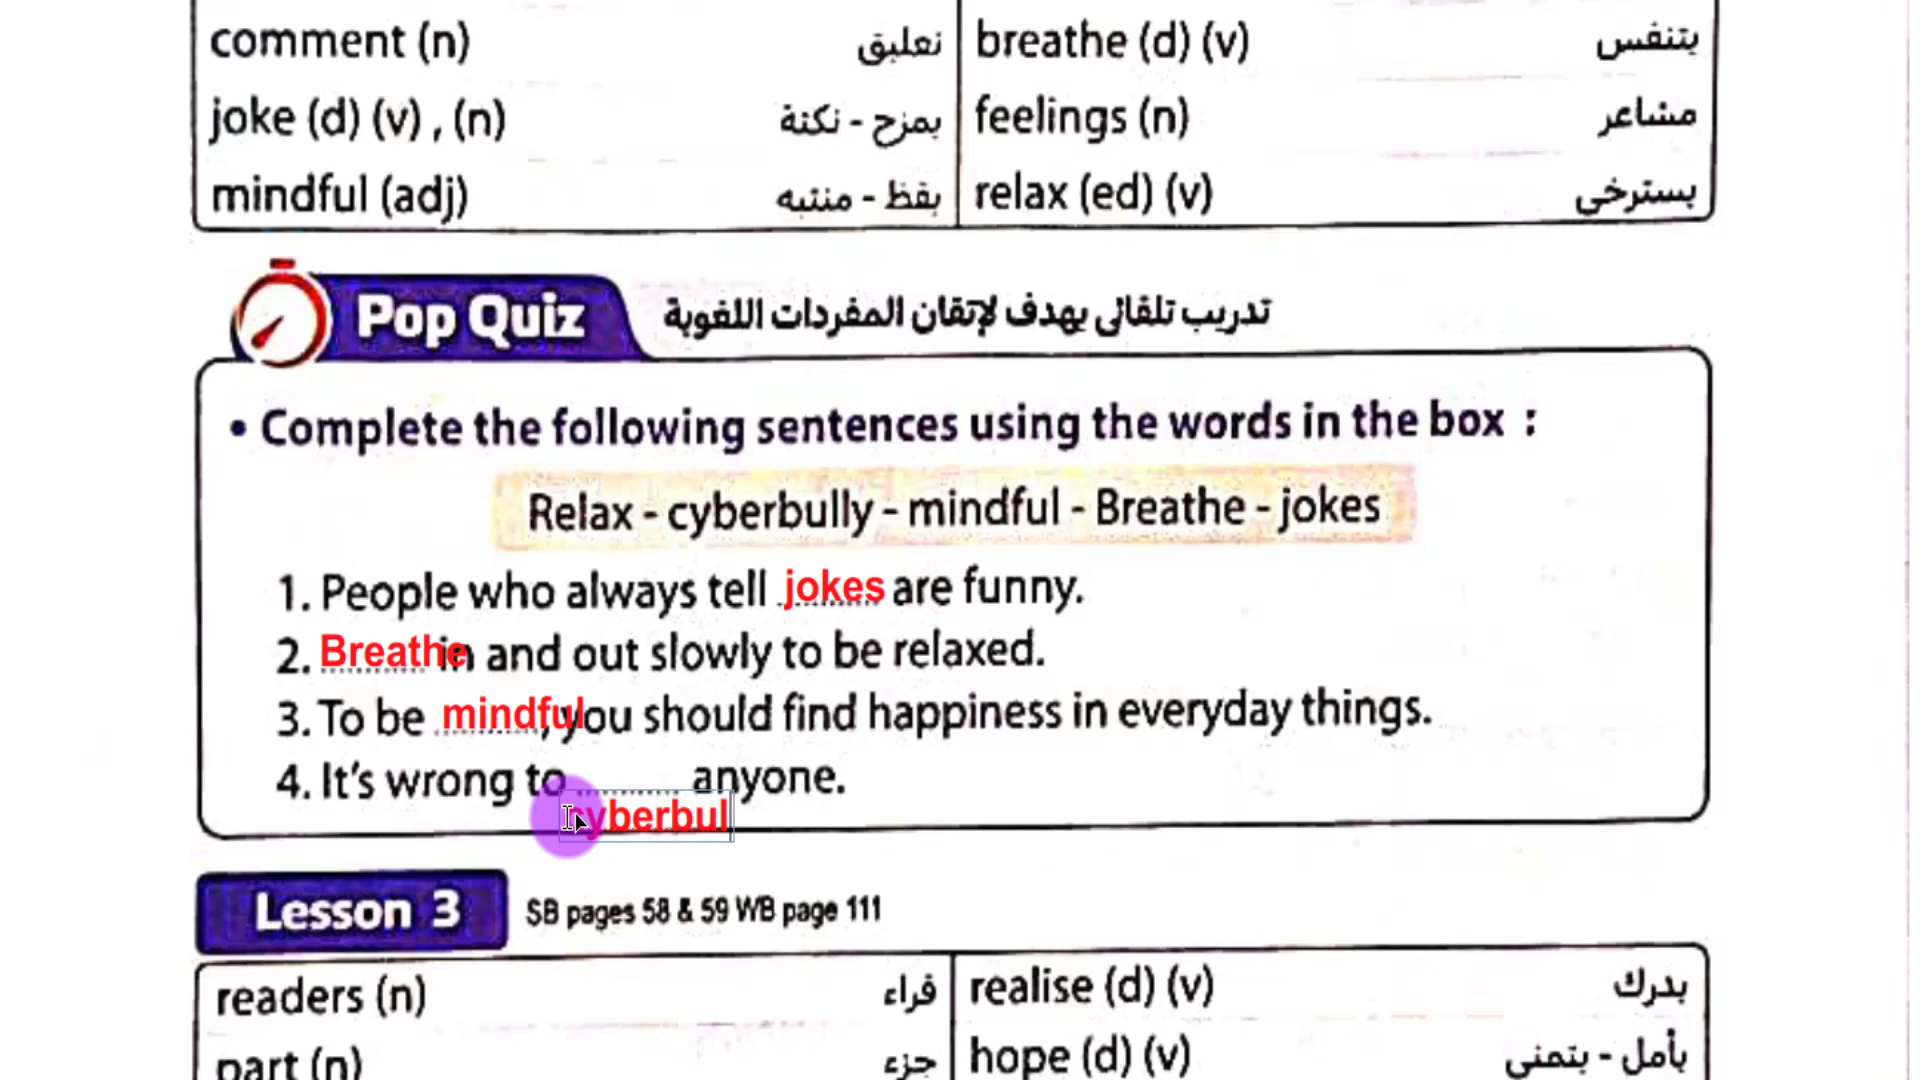 comment (n) تعليق breathe (d) (v) يتنفس
joke (d) (v) , (n) يمزح - نكتة feelings (n) مشاعر
mindful (adj) يقظ - منتبه relax (ed) (v) يسترخى
Pop Quiz تدريب تلقائى يهدف لإتقان المفردات اللغوية
• Complete the following sentences using the words in the box :
Relax - cyberbully - mindful - Breathe - jokes
1. People who always tell jokes are funny.
2. Breathe in and out slowly to be relaxed.
3. To be mindful, you should find happiness in everyday things.
4. It's wrong to ......... anyone.
cyberbul
Lesson 3 SB pages 58 & 59 WB page 111
readers (n) قراء realise (d) (v) يدرك
part (n) جزء hope (d) (v) يأمل - يتمنى